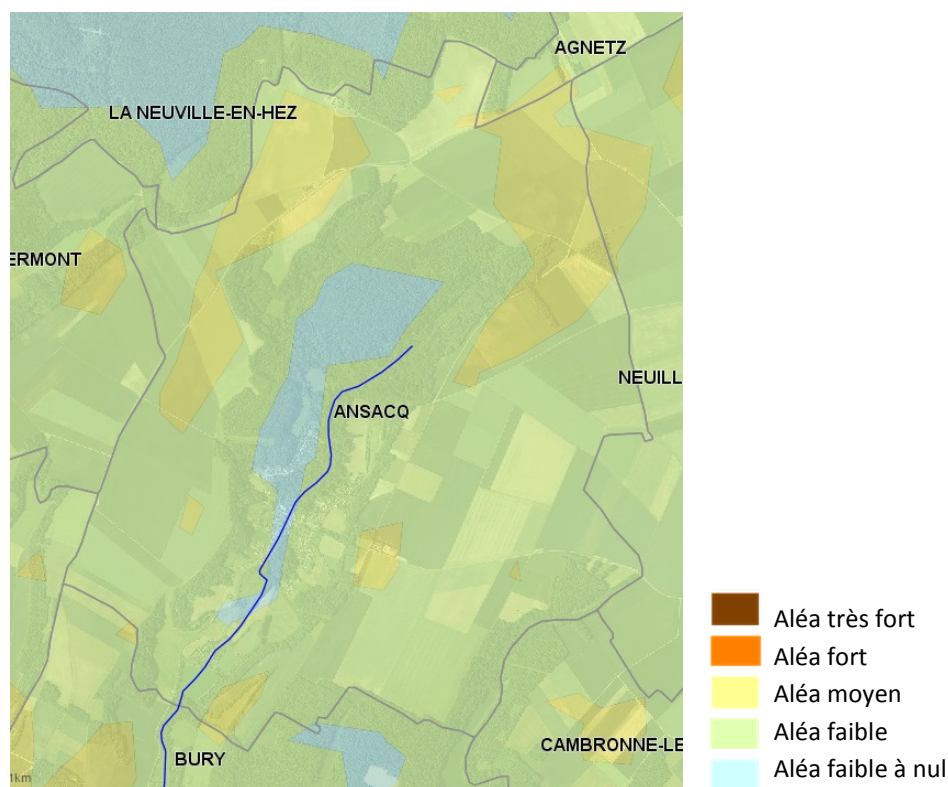 AGNETZ
LA NEUVILLE-EN-HEZ
ERMONT
NEUILL
ANSACQ
Aléa très fort
Aléa fort
Aléa moyen
Aléa faible
CAMBRONNE-LE
BURY
Aléa faible à nul
1km